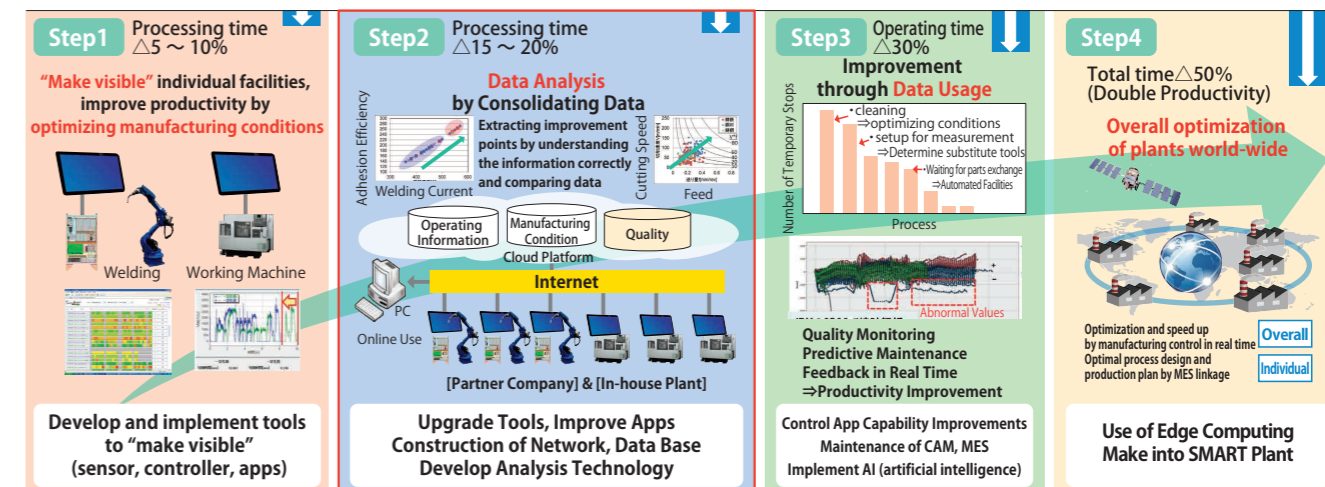 Step1
Processing time
△5 ～ 10%
“Make visible” individual facilities,
improve productivity by
optimizing manufacturing conditions
Welding
Working Machine
Develop and implement tools
to “make visible”
(sensor, controller, apps)
Step2
Processing time
△15 ～ 20%
Data Analysis
by Consolidating Data
Adhesion Efficiency
Welding Current
Extracting improvement
points by understanding
the information correctly
and comparing data
Cutting Speed
Feed
Operating
Information
Manufacturing
Condition
Quality
Cloud Platform
Internet
PC
Online Use
[Partner Company] & [In-house Plant]
Upgrade Tools, Improve Apps
Construction of Network, Data Base
Develop Analysis Technology
Step3
Operating time
△30%
Improvement
through Data Usage
Number of Temporary Stops
・cleaning
⇒optimizing conditions
・setup for measurement
⇒Determine substitute tools
・Waiting for parts exchange
⇒Automated Facilities
Process
Abnormal Values
Quality Monitoring
Predictive Maintenance
Feedback in Real Time
⇒Productivity Improvement
Control App Capability Improvements
Maintenance of CAM, MES
Implement AI (artificial intelligence)
Step4
Total time△50%
(Double Productivity)
Overall optimization
of plants world-wide
Optimization and speed up
by manufacturing control in real time
Overall
Optimal process design and
production plan by MES linkage
Individual
Use of Edge Computing
Make into SMART Plant